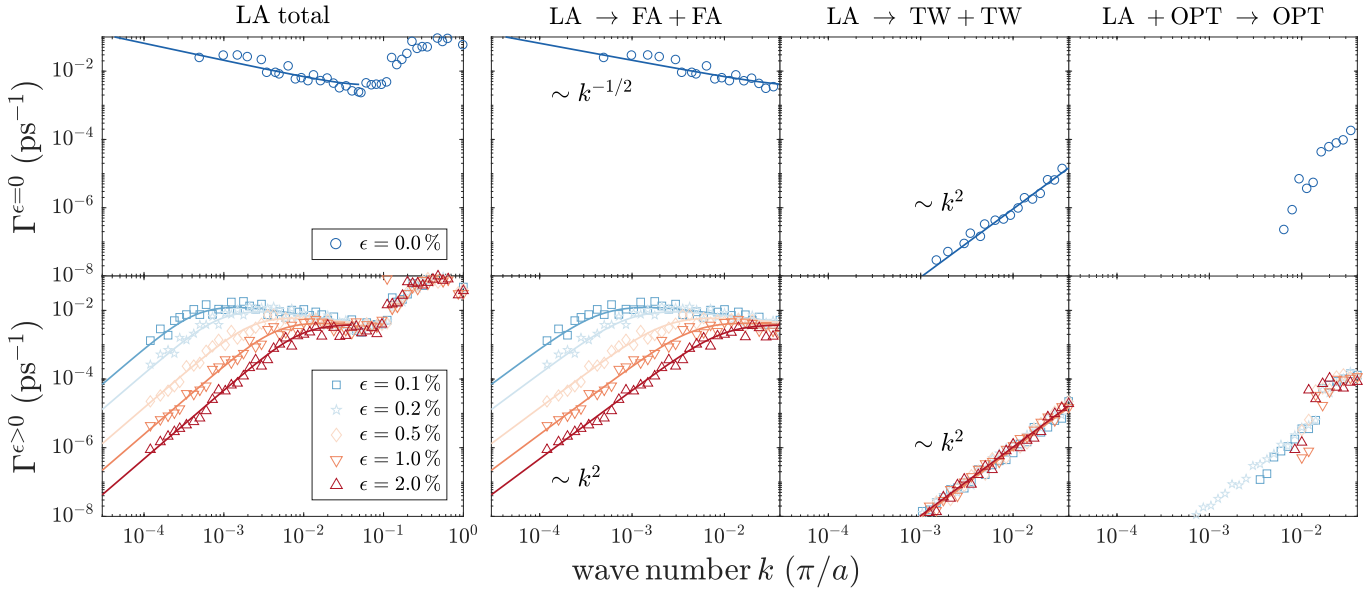 LA total
LA → FA + FA
LA → TW + TW
LA + OPT → OPT
Γ^{ϵ=0} (ps^{−1})
10^{−2}
10^{−4}
10^{−6}
10^{−8}
ϵ = 0.0 %
∼ k^{−1/2}
∼ k^2
Γ^{ϵ>0} (ps^{−1})
10^{−2}
10^{−4}
10^{−6}
10^{−8}
ϵ = 0.1 %
ϵ = 0.2 %
ϵ = 0.5 %
ϵ = 1.0 %
ϵ = 2.0 %
∼ k^2
∼ k^2
10^{−4} 10^{−3} 10^{−2} 10^{−1} 10^0
10^{−4} 10^{−3} 10^{−2}
10^{−4} 10^{−3} 10^{−2}
10^{−4} 10^{−3} 10^{−2}
wave number k (π/a)